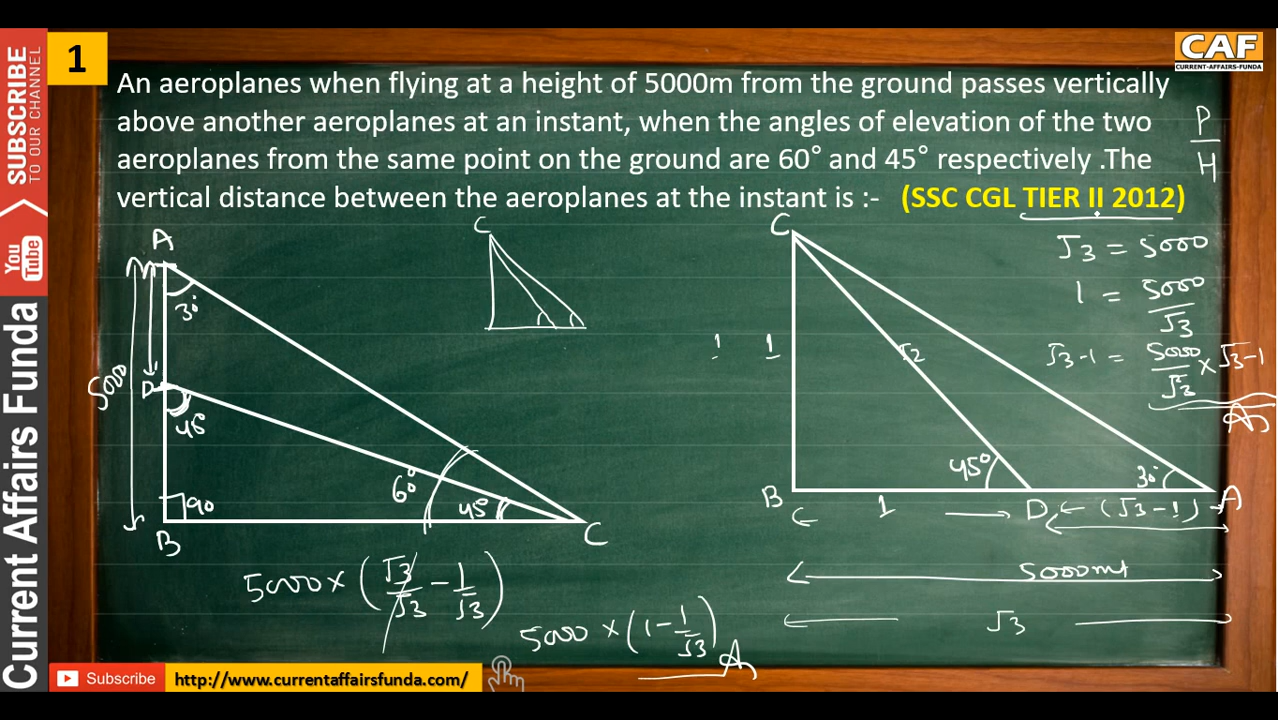 1
CAF
CURRENT-AFFAIRS-FUNDA
An aeroplanes when flying at a height of 5000m from the ground passes vertically
above another aeroplanes at an instant, when the angles of elevation of the two
aeroplanes from the same point on the ground are 60° and 45° respectively .The
vertical distance between the aeroplanes at the instant is :- (SSC CGL TIER II 2012)
P
H
A
30°
5000
D
45°
90
B
60°
45°
C
5000 × (√3/√3 − 1/√3)
5000 × (1 − 1/√3)
C
C
1
1
√2
45°
30°
B
1
D
(√3−1)
A
5000mt
√3
√3 = 5000
1 = 5000/√3
√3−1 = 5000/√3 × √3−1
SUBSCRIBE
TO OUR CHANNEL
You Tube
Current Affairs Funda
Subscribe
http://www.currentaffairsfunda.com/